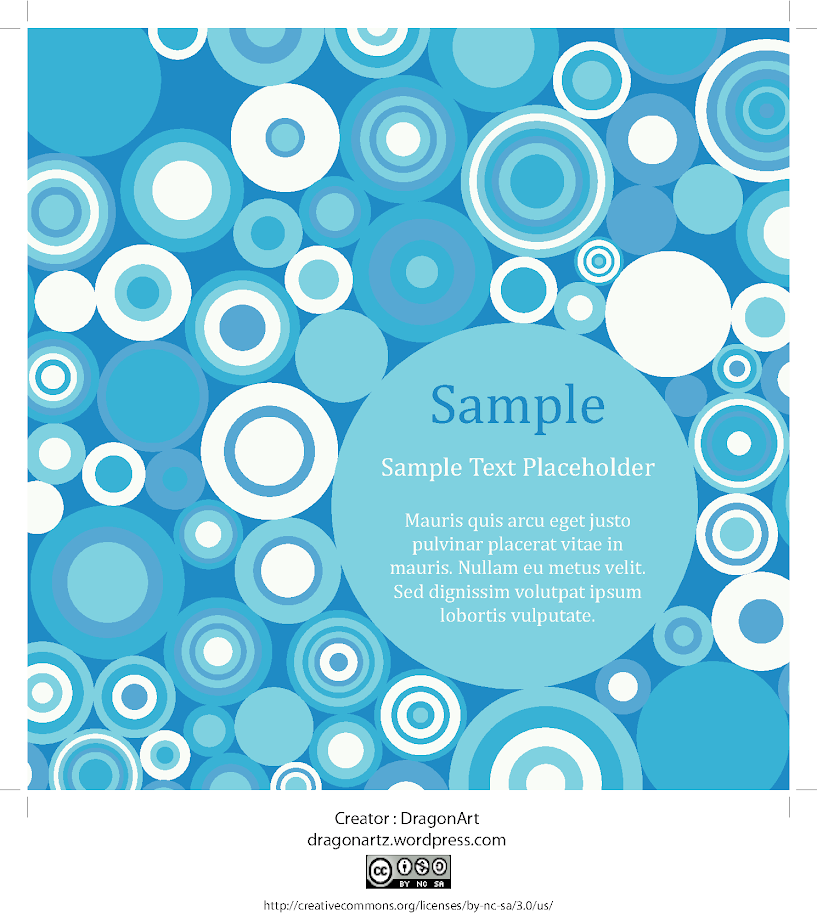 Sample
Sample Text Placeholder
Mauris quis arcu eget justo
pulvinar placerat vitae in
mauris. Nullam eu metus velit.
Sed dignissim volutpat ipsum
lobortis vulputate.
Creator : DragonArt
dragonartz.wordpress.com
cc
BY NC SA
http://creativecommons.org/licenses/by-nc-sa/3.0/us/